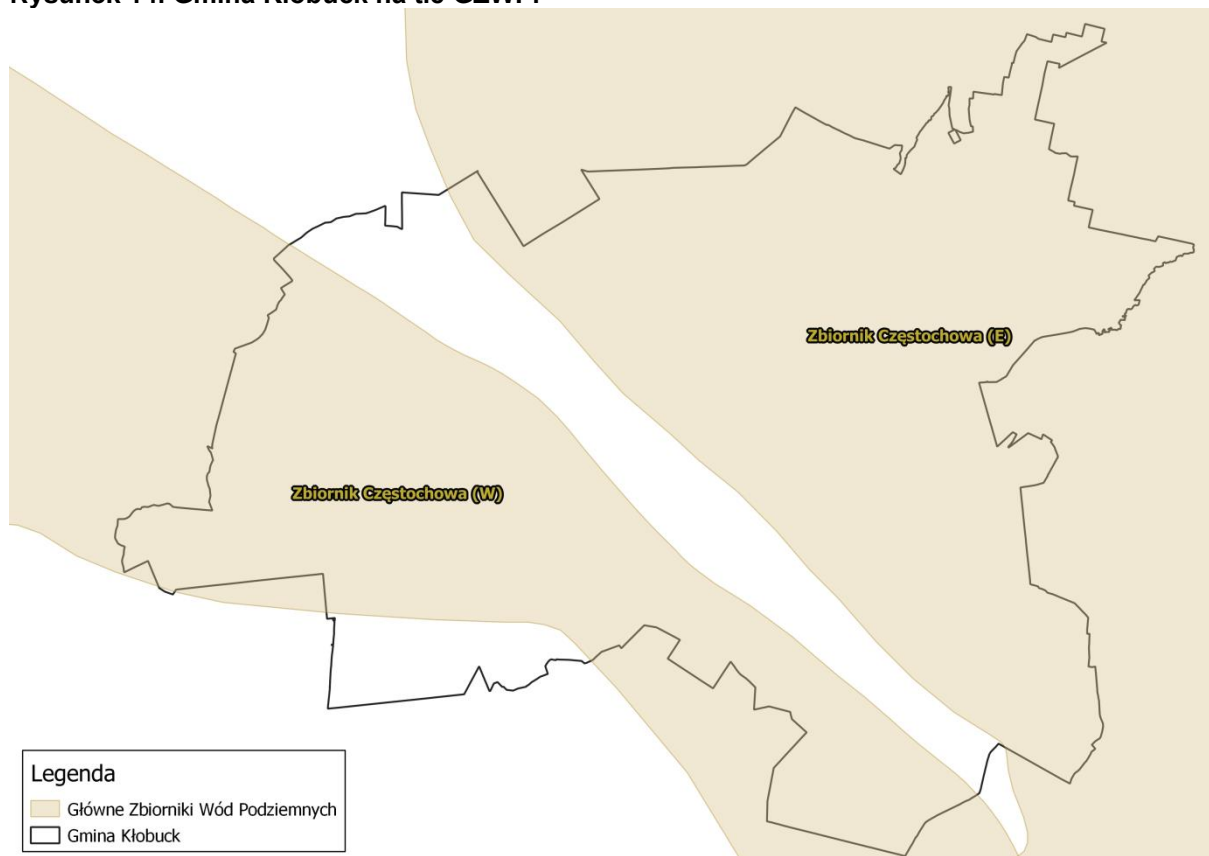 Zbiornik Częstochowa (E)
Zbiornik Częstochowa (W)
Legenda
Główne Zbiorniki Wód Podziemnych
Gmina Kłobuck